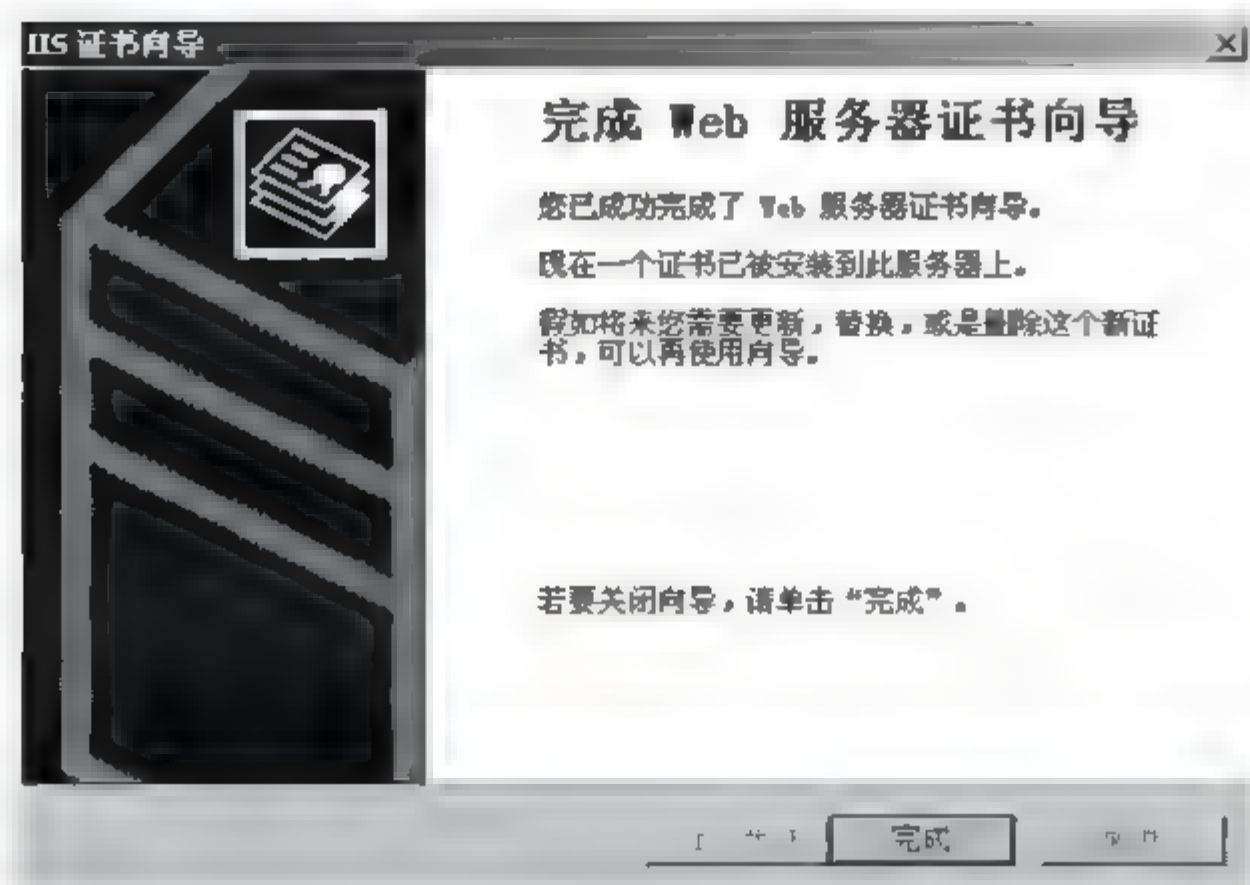 IIS 证书向导
完成 Web 服务器证书向导
您已成功完成了 Web 服务器证书向导。
现在一个证书已被安装到此服务器上。
假如将来您需要更新，替换，或是删除这个新证
书，可以再使用向导。
若要关闭向导，请单击“完成”。
完成